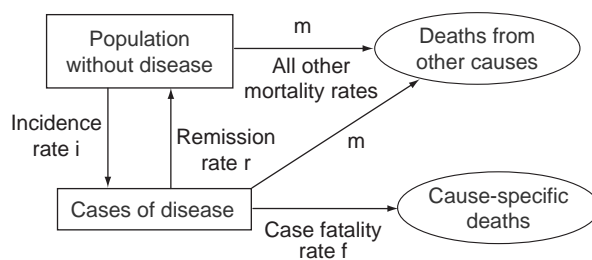 Population
without disease
m
All other
mortality rates
Deaths from
other causes
Incidence
rate i
Remission
rate r
m
Cases of disease
Case fatality
rate f
Cause-specific
deaths